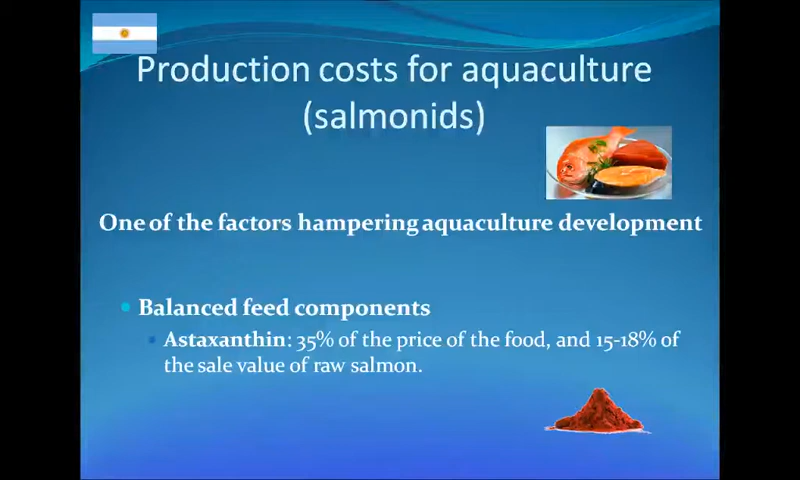 Production costs for aquaculture
(salmonids)
One of the factors hampering aquaculture development
Balanced feed components
Astaxanthin: 35% of the price of the food, and 15-18% of
the sale value of raw salmon.